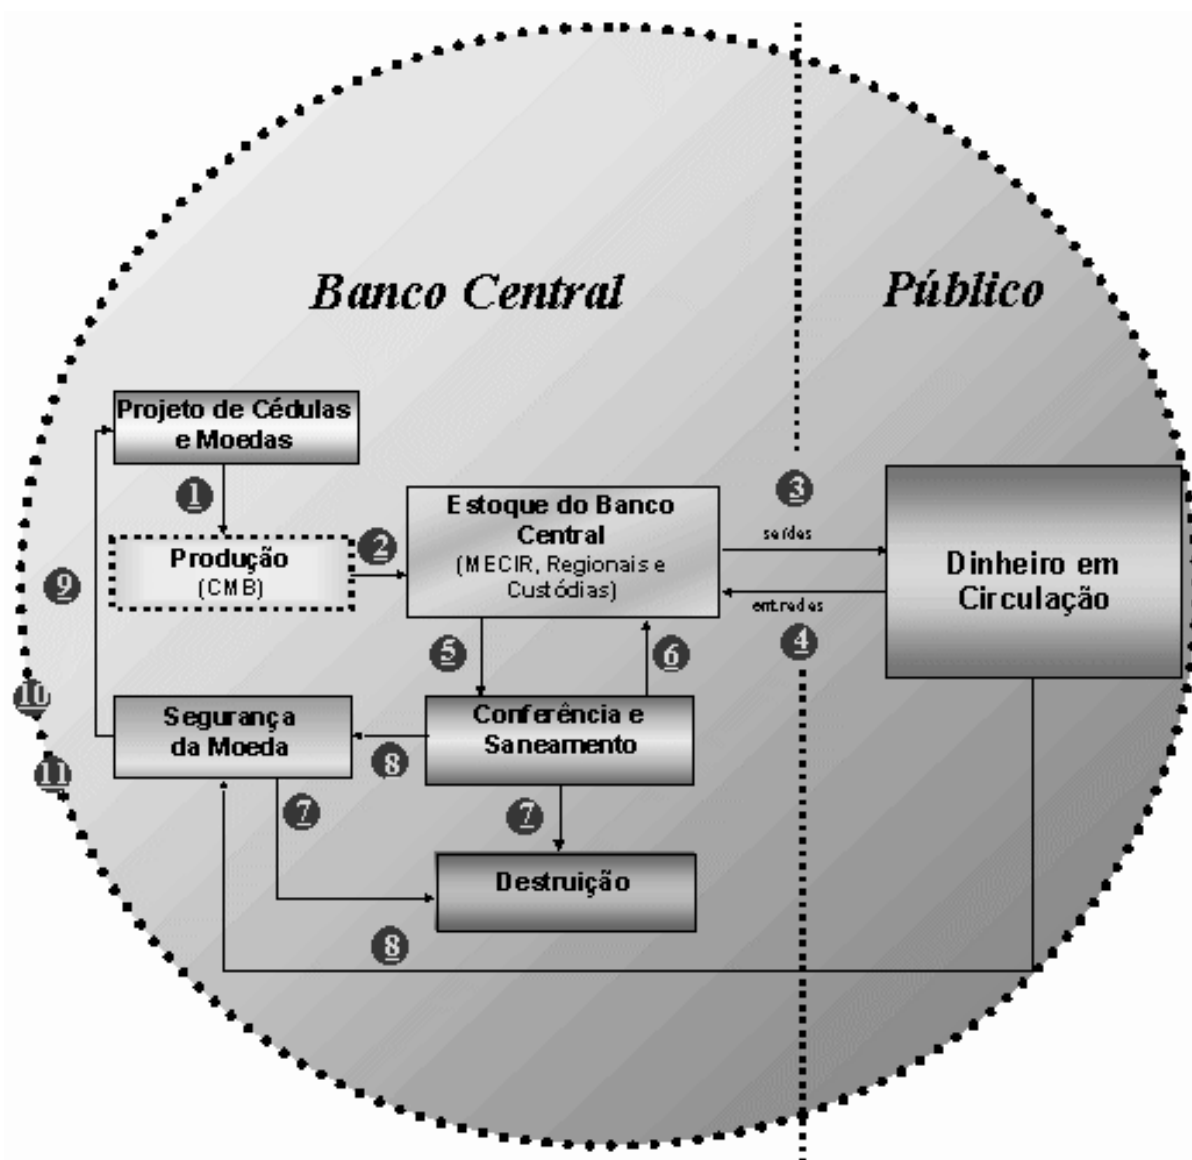 Banco Central
Público
Projeto de Cédulas
e Moedas
1
Produção
(CMB)
2
Estoque do Banco
Central
(MECIR, Regionais e
Custódias)
3
saídas
entradas
4
Dinheiro em
Circulação
9
5
6
10
11
Segurança
da Moeda
8
Conferência e
Saneamento
7
7
Destruição
8